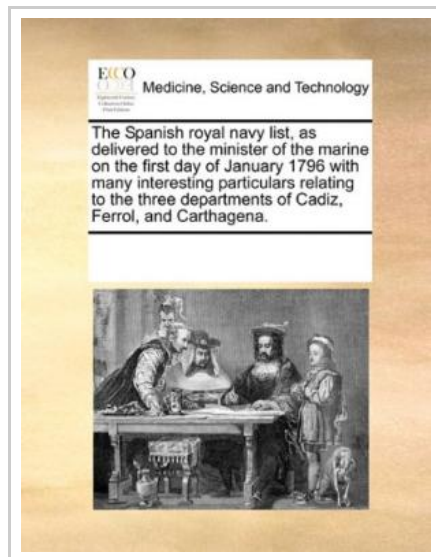 ECCO
Medicine, Science and Technology
The Spanish royal navy list, as
delivered to the minister of the marine
on the first day of January 1796 with
many interesting particulars relating
to the three departments of Cadiz,
Ferrol, and Carthagena.